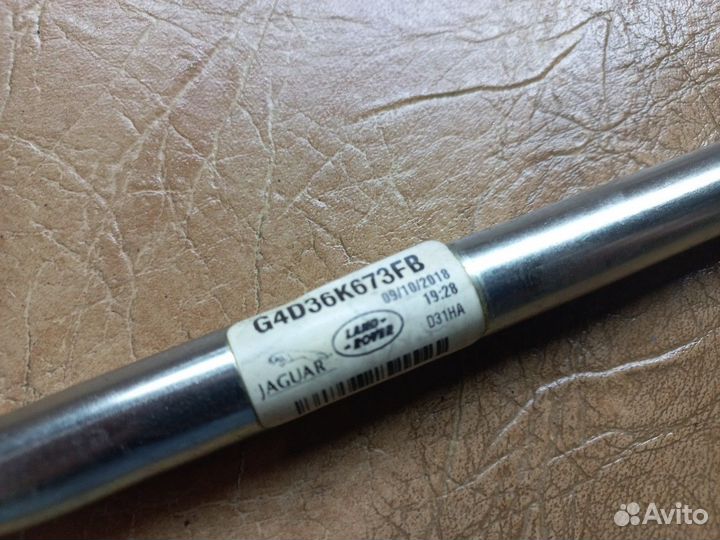 G4D36K673FB
09/10/2018
19:28
D31HA
LAND-
-ROVER
JAGUAR
Avito